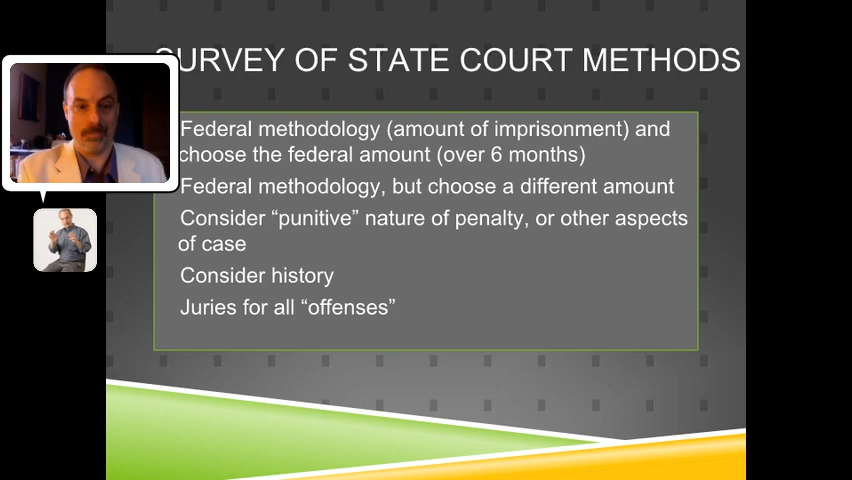 SURVEY OF STATE COURT METHODS
Federal methodology (amount of imprisonment) and
choose the federal amount (over 6 months)
Federal methodology, but choose a different amount
Consider “punitive” nature of penalty, or other aspects
of case
Consider history
Juries for all “offenses”